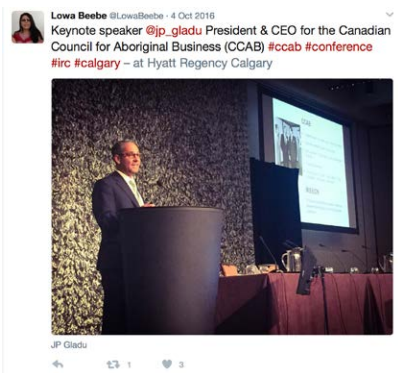 Lowa Beebe @LowaBeebe · 4 Oct 2016
Keynote speaker @jp_gladu President & CEO for the Canadian
Council for Aboriginal Business (CCAB) #ccab #conference
#irc #calgary – at Hyatt Regency Calgary
CCAB
JP Gladu
1
3